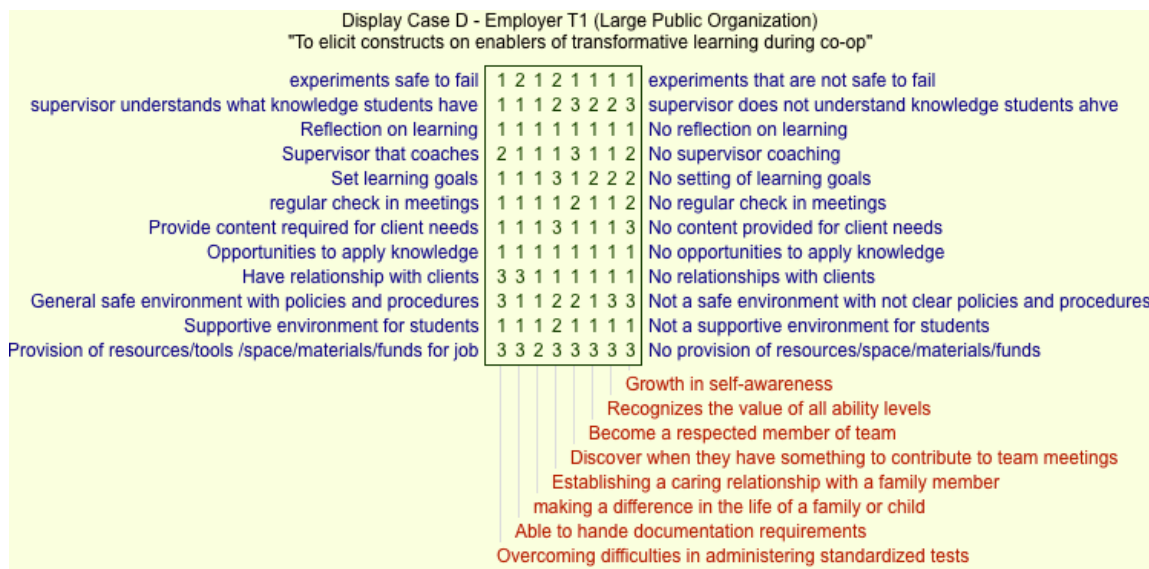 Display Case D - Employer T1 (Large Public Organization)
"To elicit constructs on enablers of transformative learning during co-op"
experiments safe to fail 1 2 1 2 1 1 1 1 experiments that are not safe to fail
supervisor understands what knowledge students have 1 1 1 2 3 2 2 3 supervisor does not understand knowledge students ahve
Reflection on learning 1 1 1 1 1 1 1 1 No reflection on learning
Supervisor that coaches 2 1 1 1 3 1 1 2 No supervisor coaching
Set learning goals 1 1 1 3 1 2 2 2 No setting of learning goals
regular check in meetings 1 1 1 1 2 1 1 2 No regular check in meetings
Provide content required for client needs 1 1 1 3 1 1 1 3 No content provided for client needs
Opportunities to apply knowledge 1 1 1 1 1 1 1 1 No opportunities to apply knowledge
Have relationship with clients 3 3 1 1 1 1 1 1 No relationships with clients
General safe environment with policies and procedures 3 1 1 2 2 1 3 3 Not a safe environment with not clear policies and procedures
Supportive environment for students 1 1 1 2 1 1 1 1 Not a supportive environment for students
Provision of resources/tools /space/materials/funds for job 3 3 2 3 3 3 3 3 No provision of resources/space/materials/funds
Growth in self-awareness
Recognizes the value of all ability levels
Become a respected member of team
Discover when they have something to contribute to team meetings
Establishing a caring relationship with a family member
making a difference in the life of a family or child
Able to hande documentation requirements
Overcoming difficulties in administering standardized tests